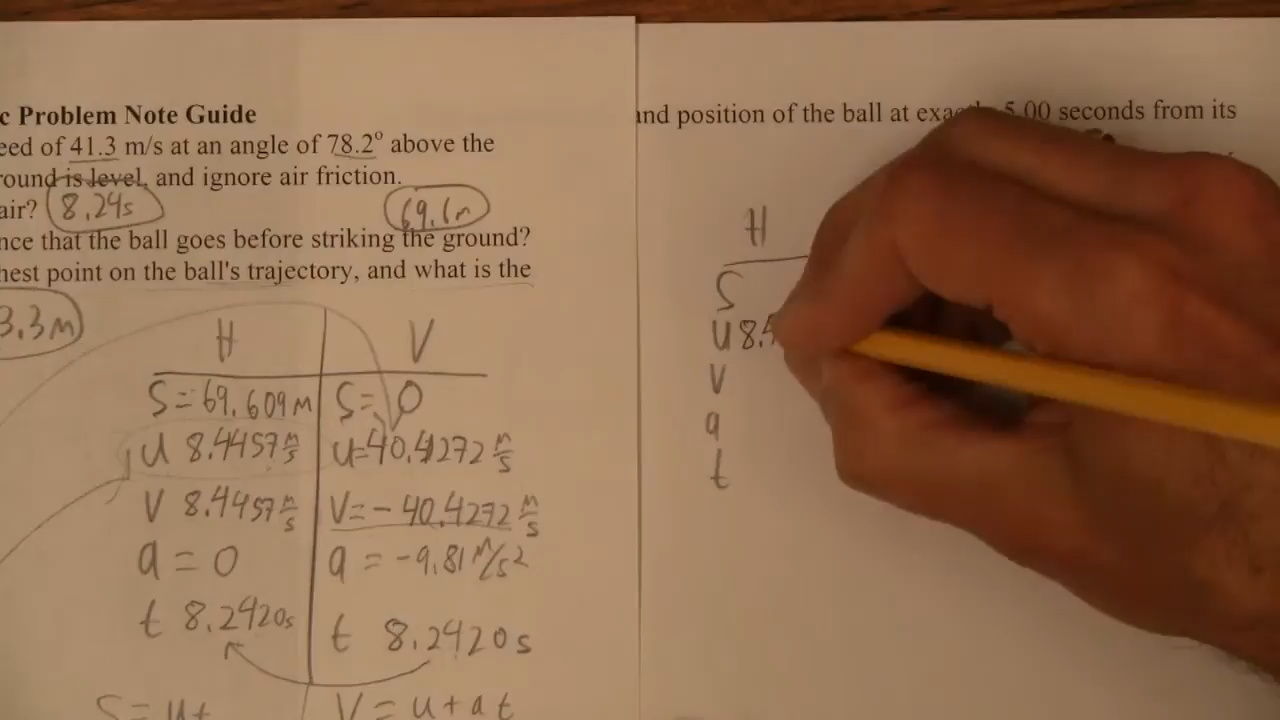 c Problem Note Guide
eed of 41.3 m/s at an angle of 78.2° above the
round is level, and ignore air friction.
air? 8.24s 69.6m
nce that the ball goes before striking the ground?
hest point on the ball's trajectory, and what is the
3.3m
H V
S=69.609m S=0
u 8.4457 m/s u=40.4272 m/s
v 8.4457 m/s v=-40.4272 m/s
a=0 a=-9.81 m/s²
t 8.2420s t 8.2420s
S=ut V=u+at
and position of the ball at 5.00 seconds from its
H
S
u 8.4
v
a
t